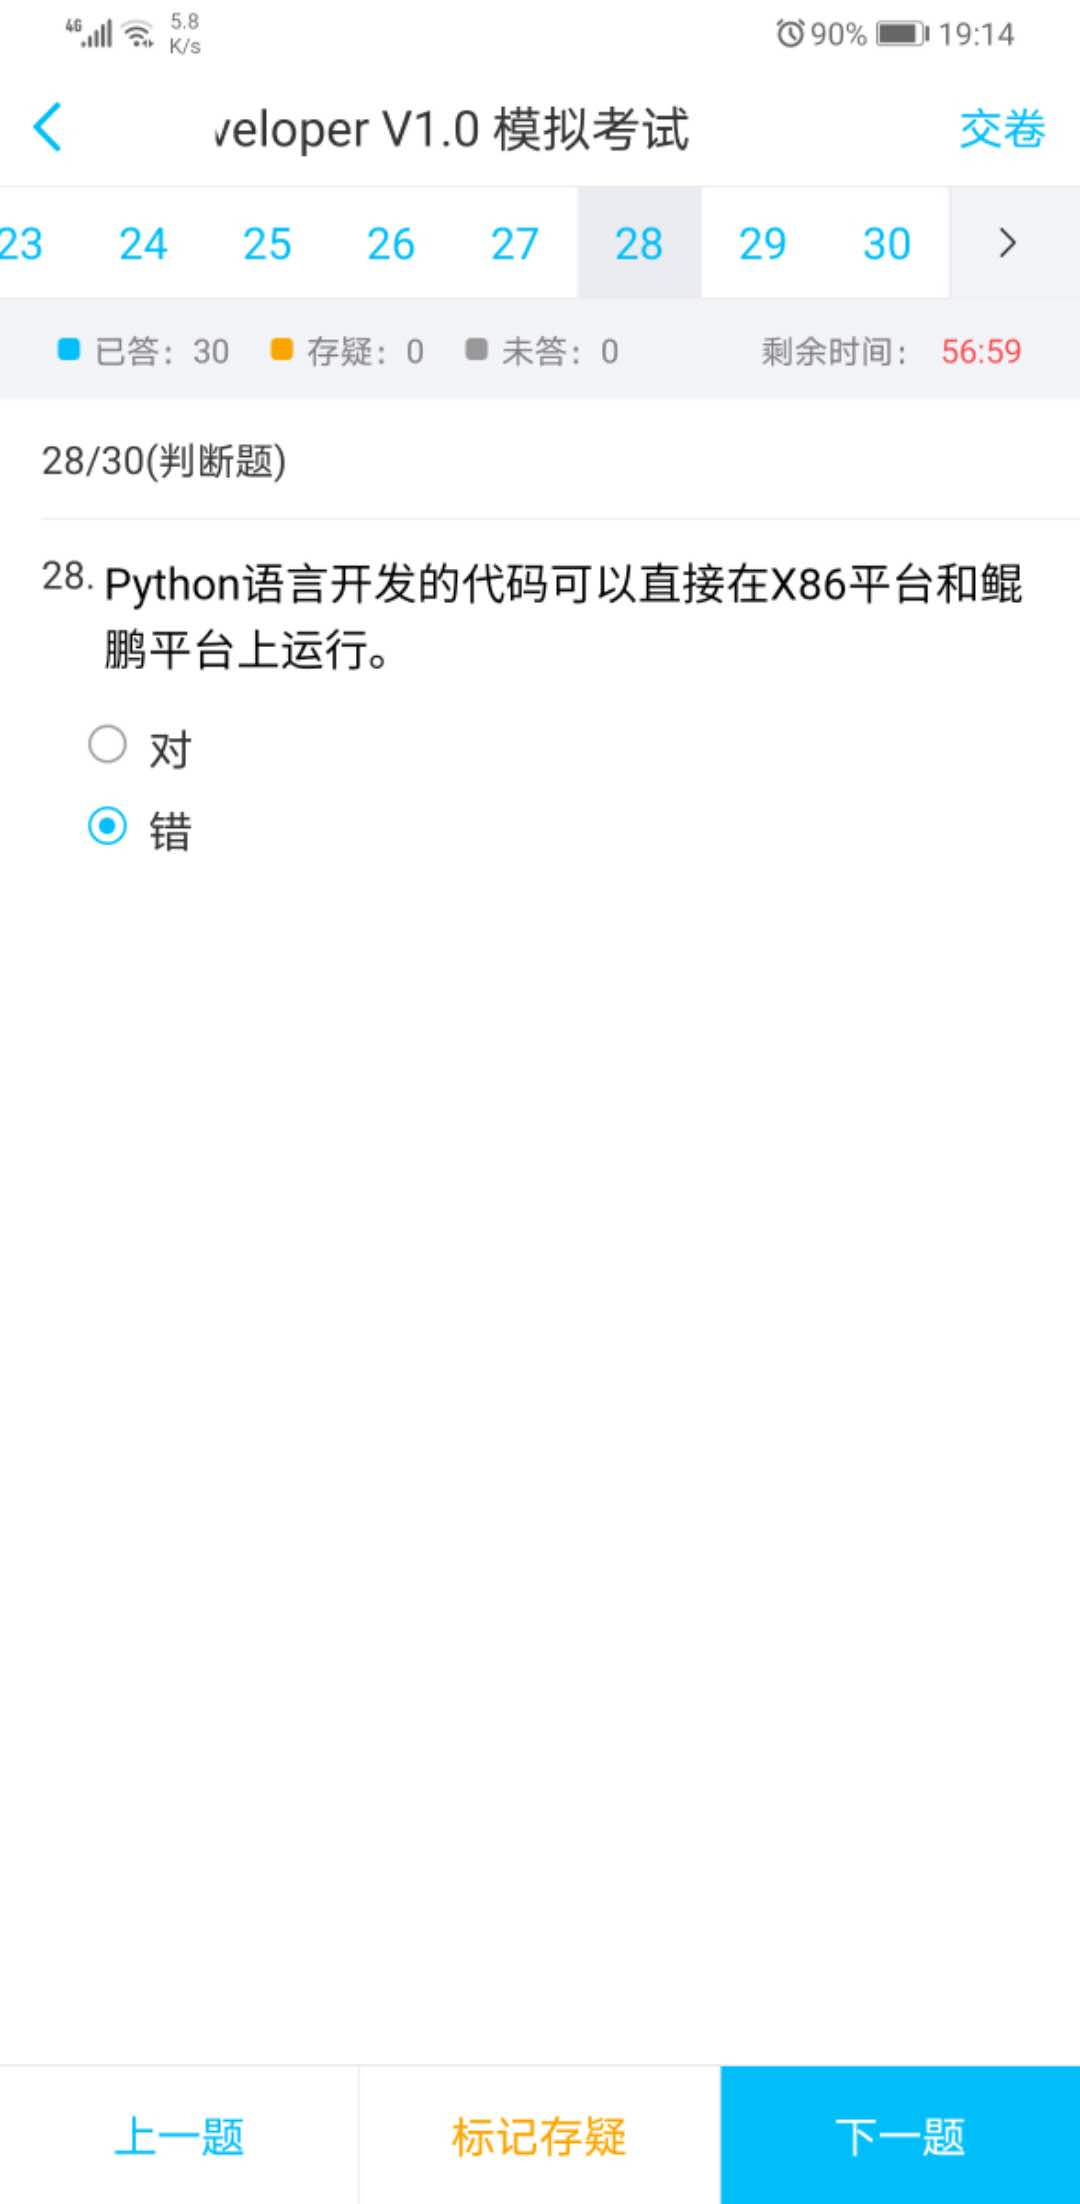 4G 5.8 K/s 90% 19:14
veloper V1.0 模拟考试 交卷
23 24 25 26 27 28 29 30
已答：30 存疑：0 未答：0 剩余时间：56:59
28/30(判断题)
28. Python语言开发的代码可以直接在X86平台和鲲
鹏平台上运行。
对
错
上一题 标记存疑 下一题